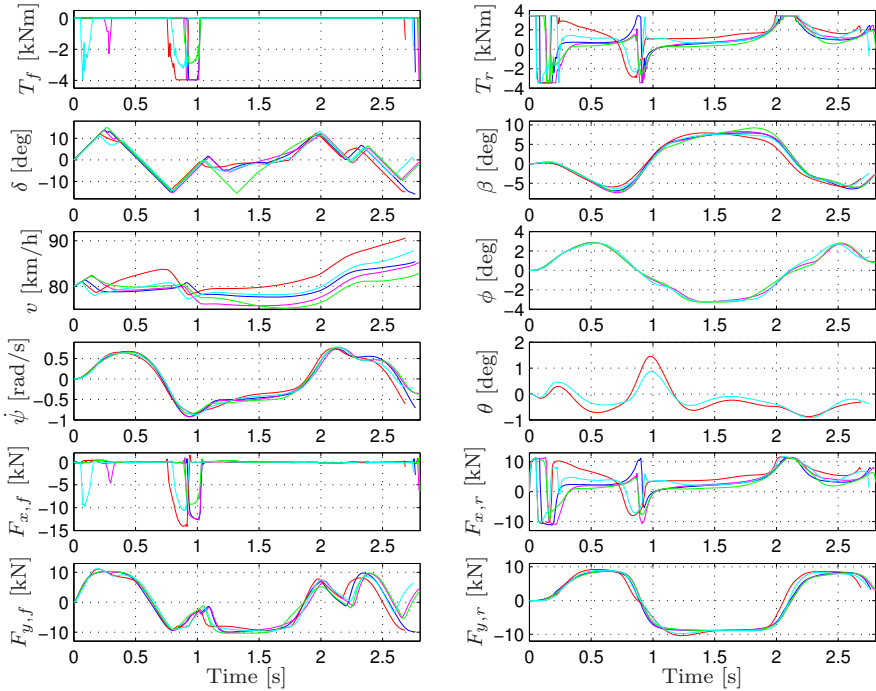 T_f [kNm]
0
−2
−4
0 0.5 1 1.5 2 2.5
T_r [kNm]
4
2
0
−2
−4
0 0.5 1 1.5 2 2.5
δ [deg]
10
0
−10
0 0.5 1 1.5 2 2.5
β [deg]
10
5
0
−5
0 0.5 1 1.5 2 2.5
v [km/h]
90
80
0 0.5 1 1.5 2 2.5
ϕ [deg]
4
2
0
−2
−4
0 0.5 1 1.5 2 2.5
ψ̇ [rad/s]
0.5
0
−0.5
−1
0 0.5 1 1.5 2 2.5
θ [deg]
2
1
0
−1
0 0.5 1 1.5 2 2.5
F_{x,f} [kN]
0
−5
−10
−15
0 0.5 1 1.5 2 2.5
F_{x,r} [kN]
10
0
−10
0 0.5 1 1.5 2 2.5
F_{y,f} [kN]
10
0
−10
0 0.5 1 1.5 2 2.5
Time [s]
F_{y,r} [kN]
10
0
−10
0 0.5 1 1.5 2 2.5
Time [s]